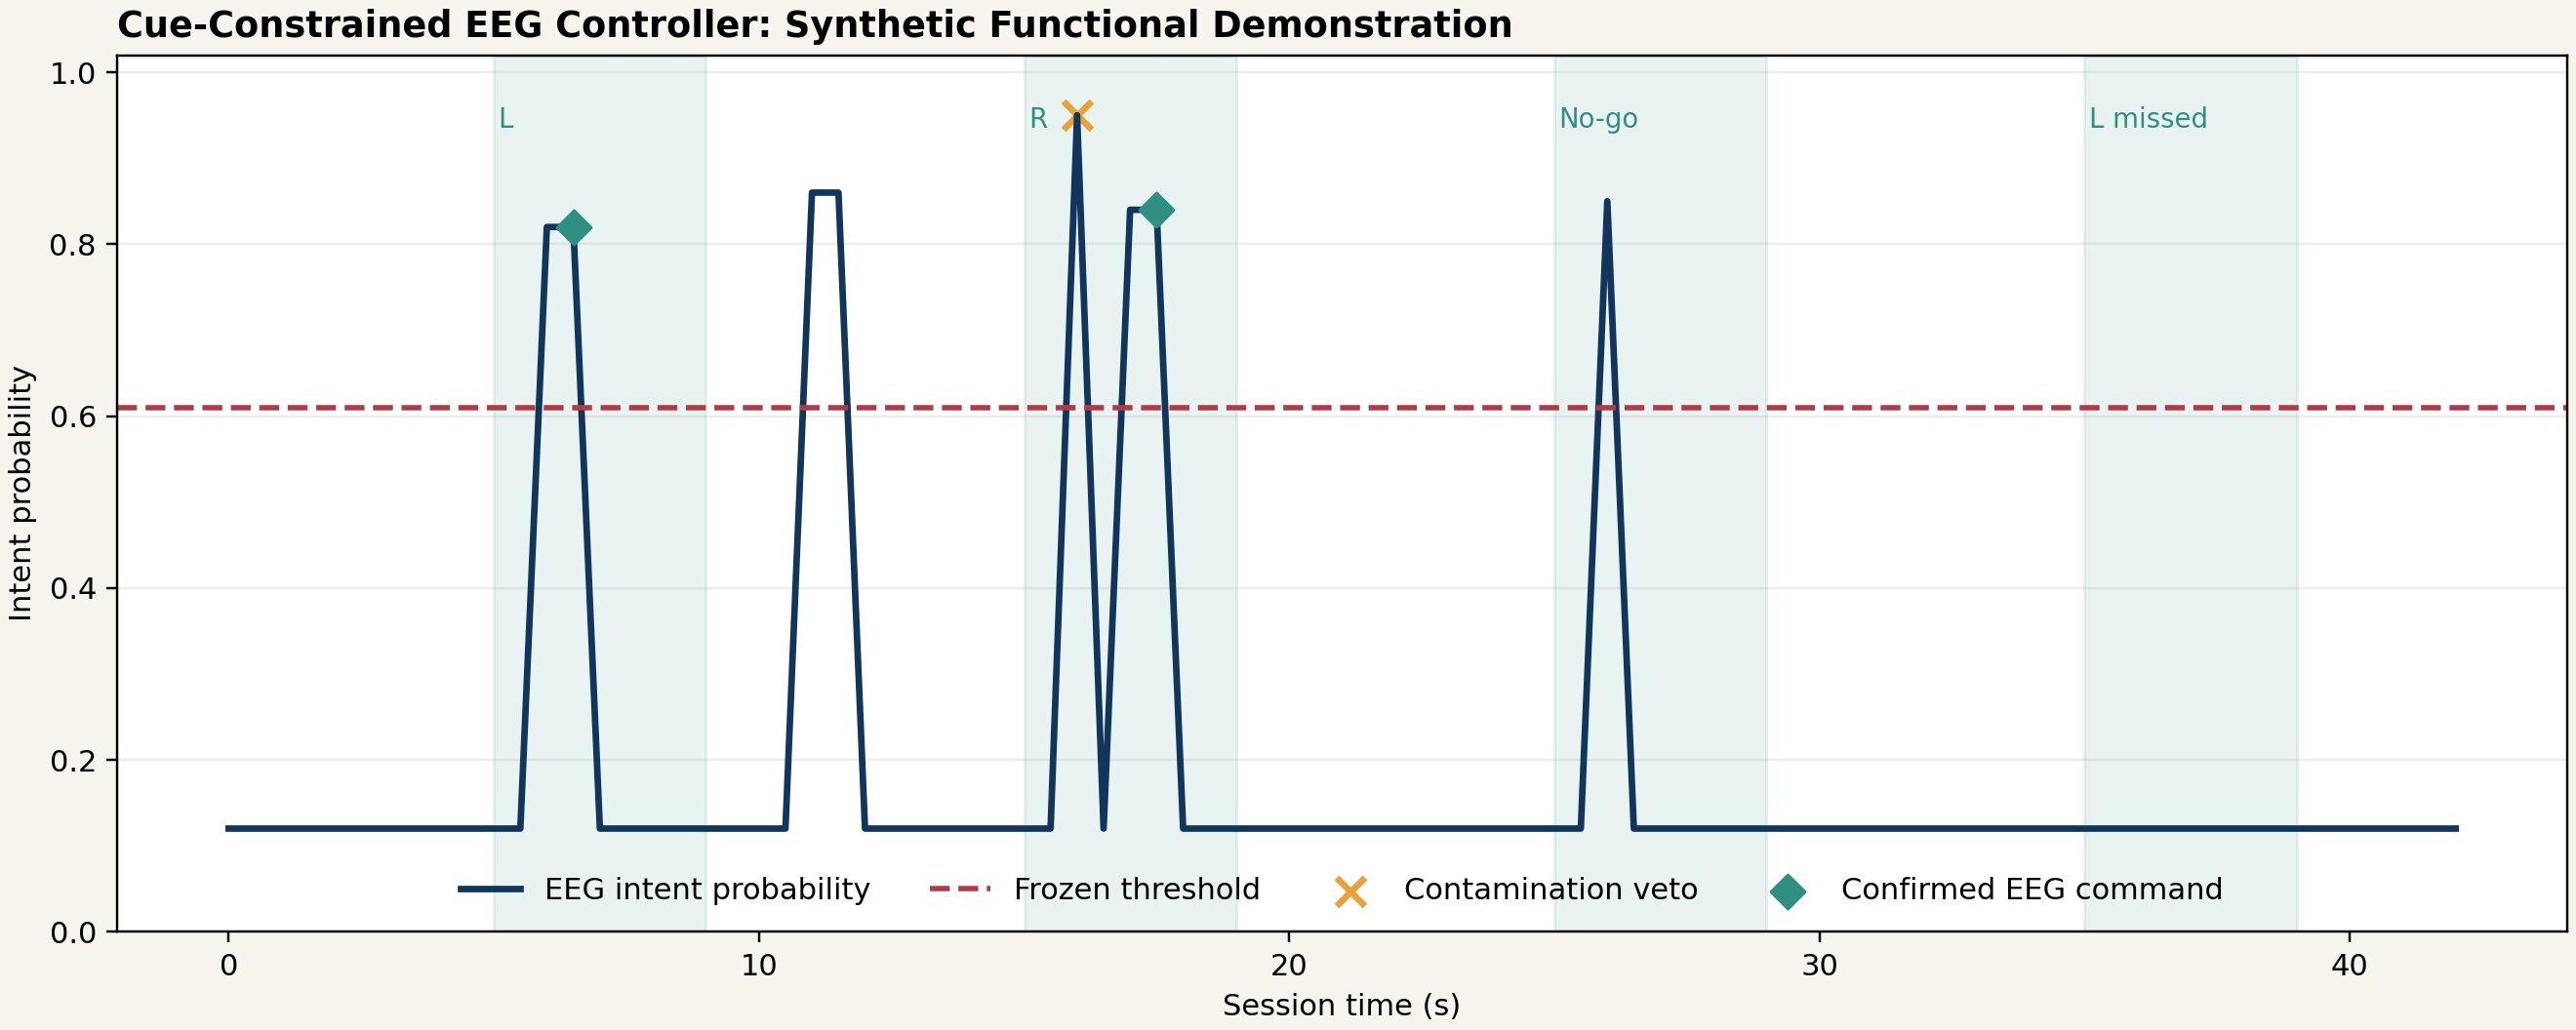 Cue-Constrained EEG Controller: Synthetic Functional Demonstration
1.0
0.8
0.6
0.4
0.2
0.0
Intent probability
L
R
No-go
L missed
EEG intent probability
Frozen threshold
Contamination veto
Confirmed EEG command
0
10
20
30
40
Session time (s)